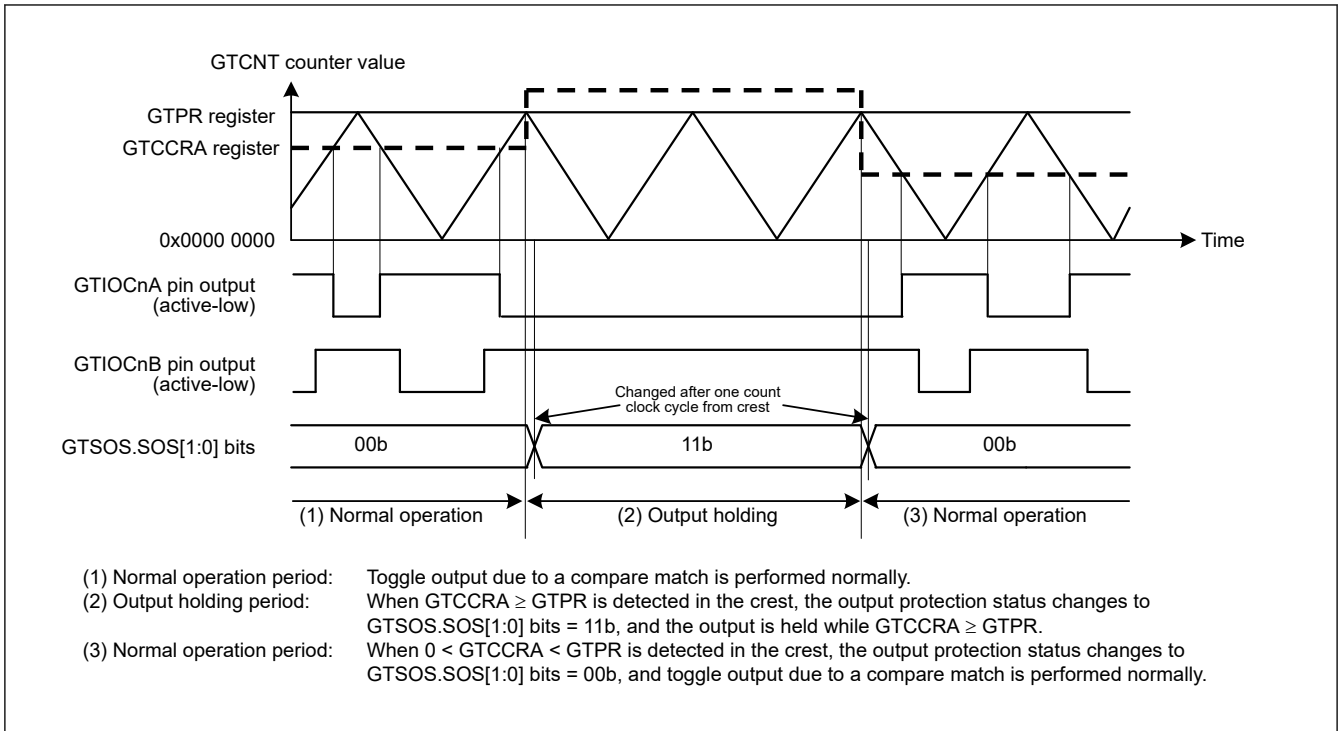 GTCNT counter value
GTPR register
GTCCRA register
0x0000 0000
Time
GTIOCnA pin output
(active-low)
GTIOCnB pin output
(active-low)
Changed after one count
clock cycle from crest
GTSOS.SOS[1:0] bits
00b
11b
00b
(1) Normal operation
(2) Output holding
(3) Normal operation
(1) Normal operation period: Toggle output due to a compare match is performed normally.
(2) Output holding period: When GTCCRA ≥ GTPR is detected in the crest, the output protection status changes to
GTSOS.SOS[1:0] bits = 11b, and the output is held while GTCCRA ≥ GTPR.
(3) Normal operation period: When 0 < GTCCRA < GTPR is detected in the crest, the output protection status changes to
GTSOS.SOS[1:0] bits = 00b, and toggle output due to a compare match is performed normally.